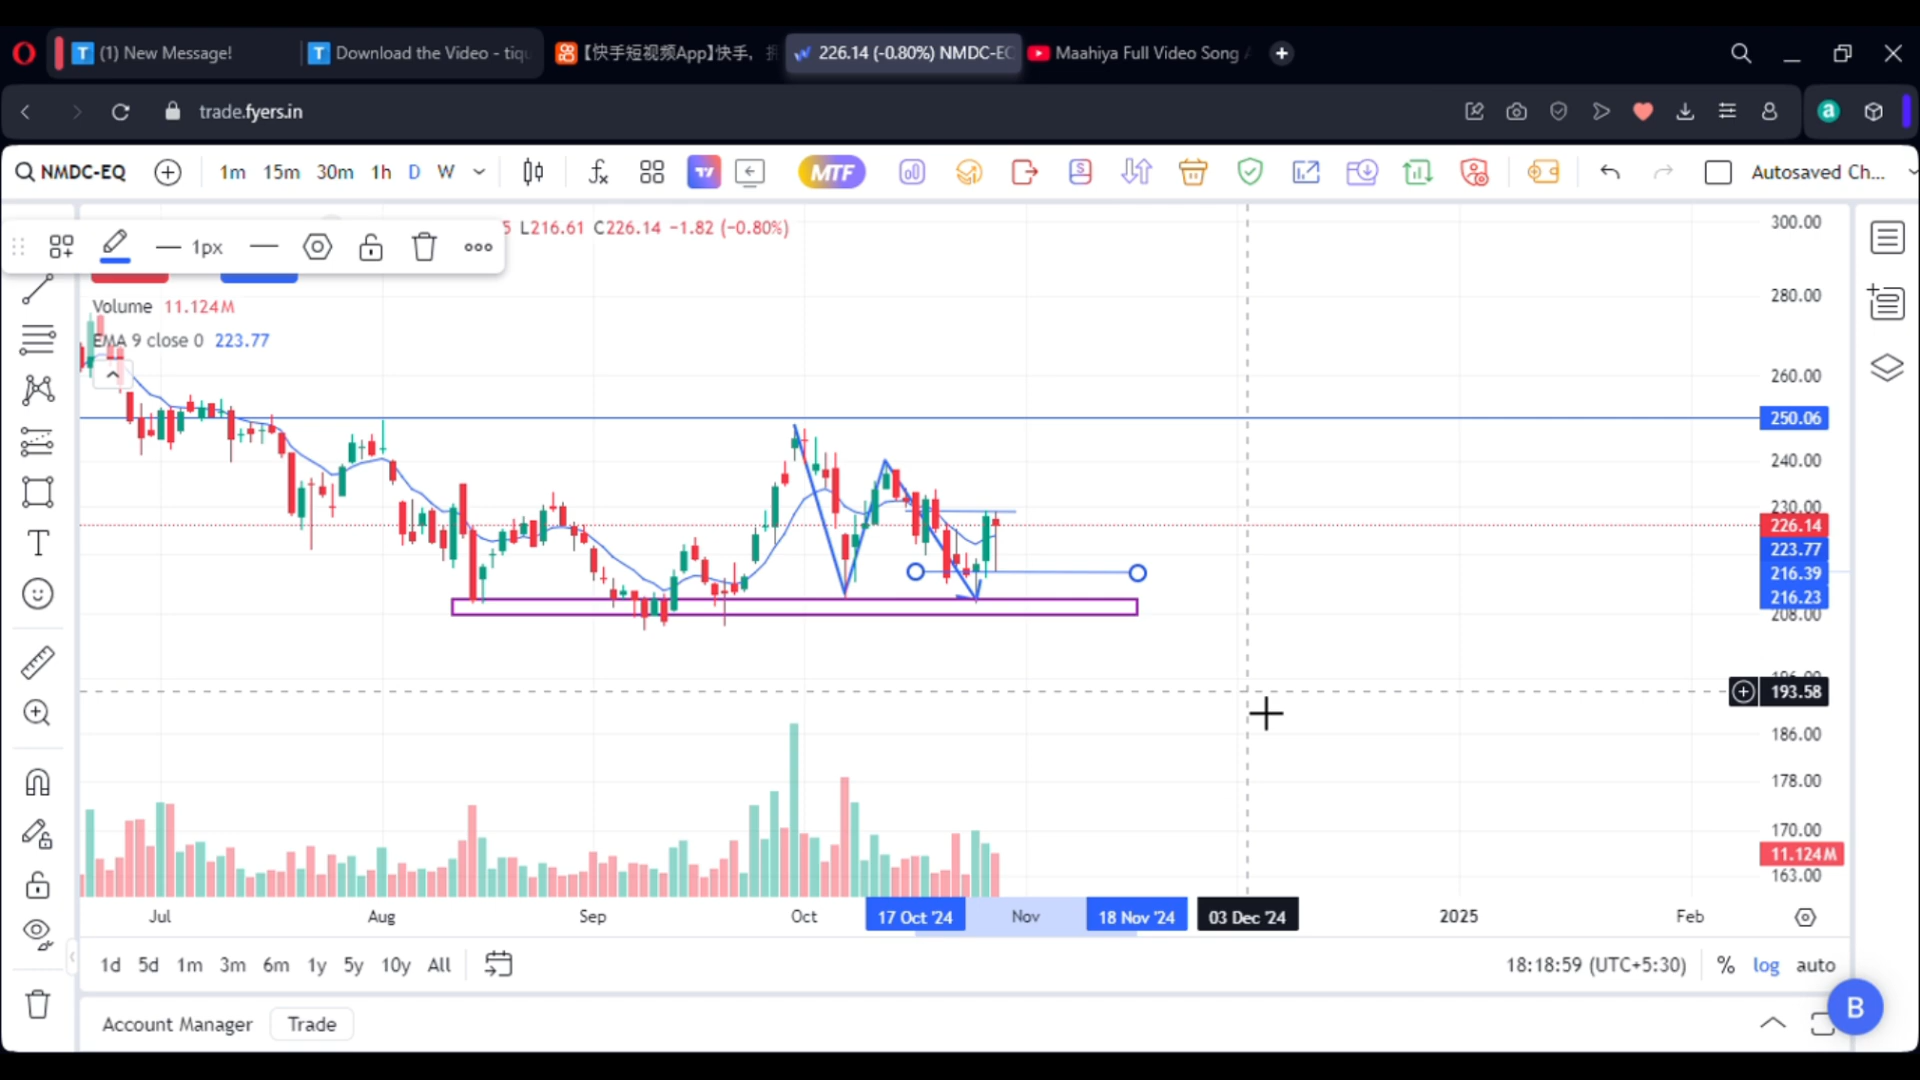 (1) New Message!
Download the Video - tiqu
【快手短视频App】快手，
226.14 (-0.80%) NMDC-EQ
Maahiya Full Video Song
trade.fyers.in
NMDC-EQ
1m 15m 30m 1h D W
MTF
S
Autosaved Ch...
1px
L216.61 C226.14 −1.82 (−0.80%)
Volume 11.124M
EMA 9 close 0 223.77
300.00
280.00
260.00
250.06
240.00
230.00
226.14
223.77
216.39
216.23
208.00
193.58
186.00
178.00
170.00
11.124M
163.00
Jul Aug Sep Oct 17 Oct '24 Nov 18 Nov '24 03 Dec '24 2025 Feb
1d 5d 1m 3m 6m 1y 5y 10y All
18:18:59 (UTC+5:30) % log auto
B
Account Manager Trade